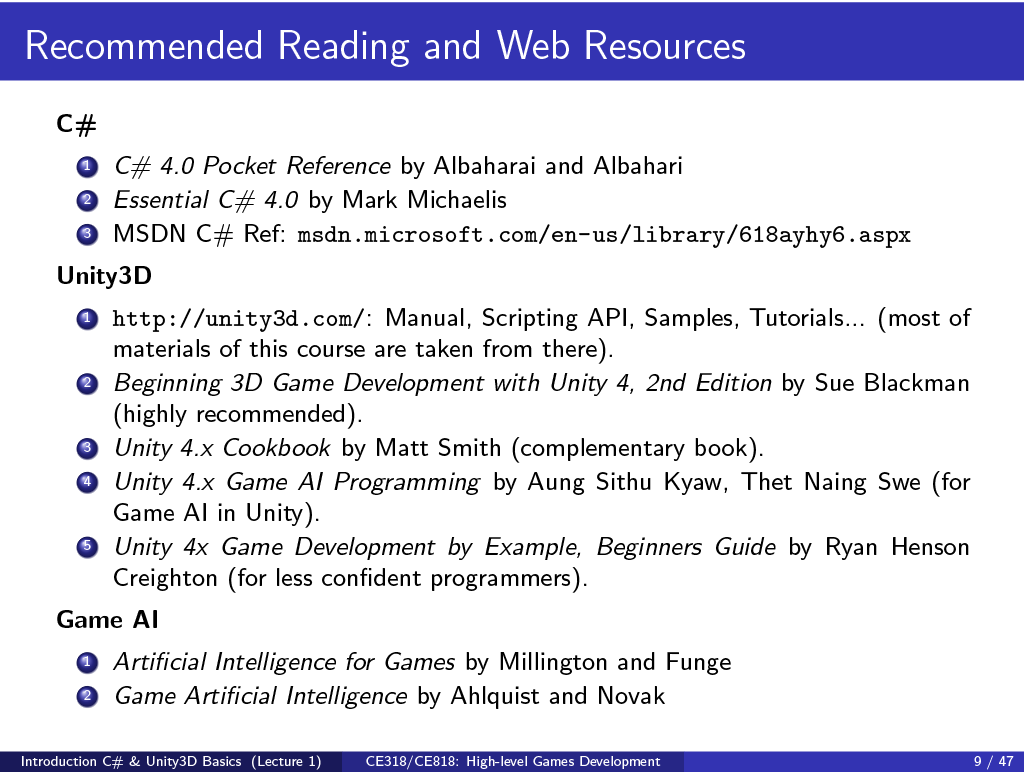 Recommended Reading and Web Resources
C#
1 C# 4.0 Pocket Reference by Albaharai and Albahari
2 Essential C# 4.0 by Mark Michaelis
3 MSDN C# Ref: msdn.microsoft.com/en-us/library/618ayhy6.aspx
Unity3D
1 http://unity3d.com/: Manual, Scripting API, Samples, Tutorials... (most of
materials of this course are taken from there).
2 Beginning 3D Game Development with Unity 4, 2nd Edition by Sue Blackman
(highly recommended).
3 Unity 4.x Cookbook by Matt Smith (complementary book).
4 Unity 4.x Game AI Programming by Aung Sithu Kyaw, Thet Naing Swe (for
Game AI in Unity).
5 Unity 4x Game Development by Example, Beginners Guide by Ryan Henson
Creighton (for less confident programmers).
Game AI
1 Artificial Intelligence for Games by Millington and Funge
2 Game Artificial Intelligence by Ahlquist and Novak
Introduction C# & Unity3D Basics (Lecture 1) CE318/CE818: High-level Games Development 9 / 47